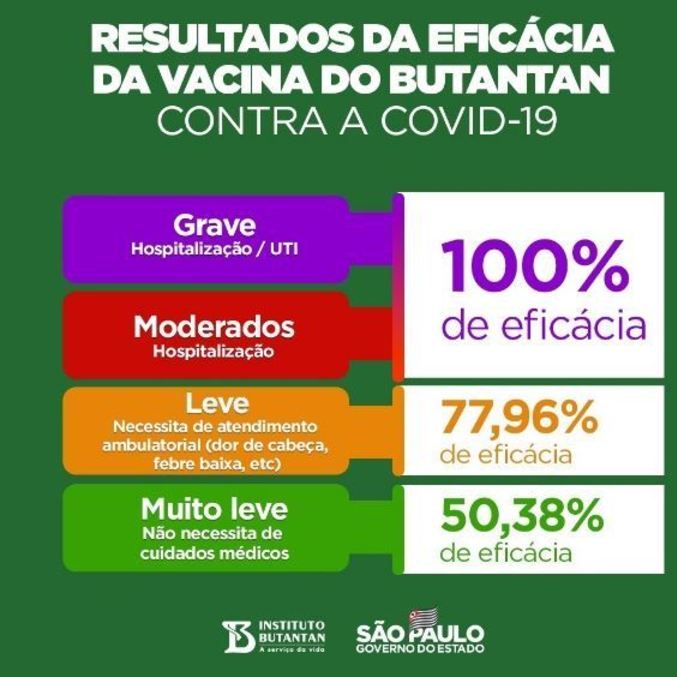 RESULTADOS DA EFICÁCIA
DA VACINA DO BUTANTAN
CONTRA A COVID-19
Grave
Hospitalização / UTI
Moderados
Hospitalização
100%
de eficácia
Leve
Necessita de atendimento
ambulatorial (dor de cabeça,
febre baixa, etc)
77,96%
de eficácia
Muito leve
Não necessita de
cuidados médicos
50,38%
de eficácia
INSTITUTO
BUTANTAN
A serviço da vida
SÃO PAULO
GOVERNO DO ESTADO